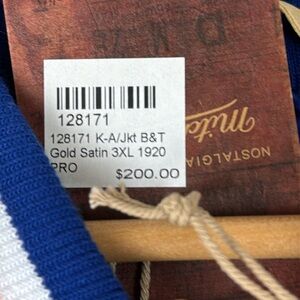 128171
128171 K-A/Jkt B&T
Gold Satin 3XL 1920
PRO
$200.00
NOSTALGIA